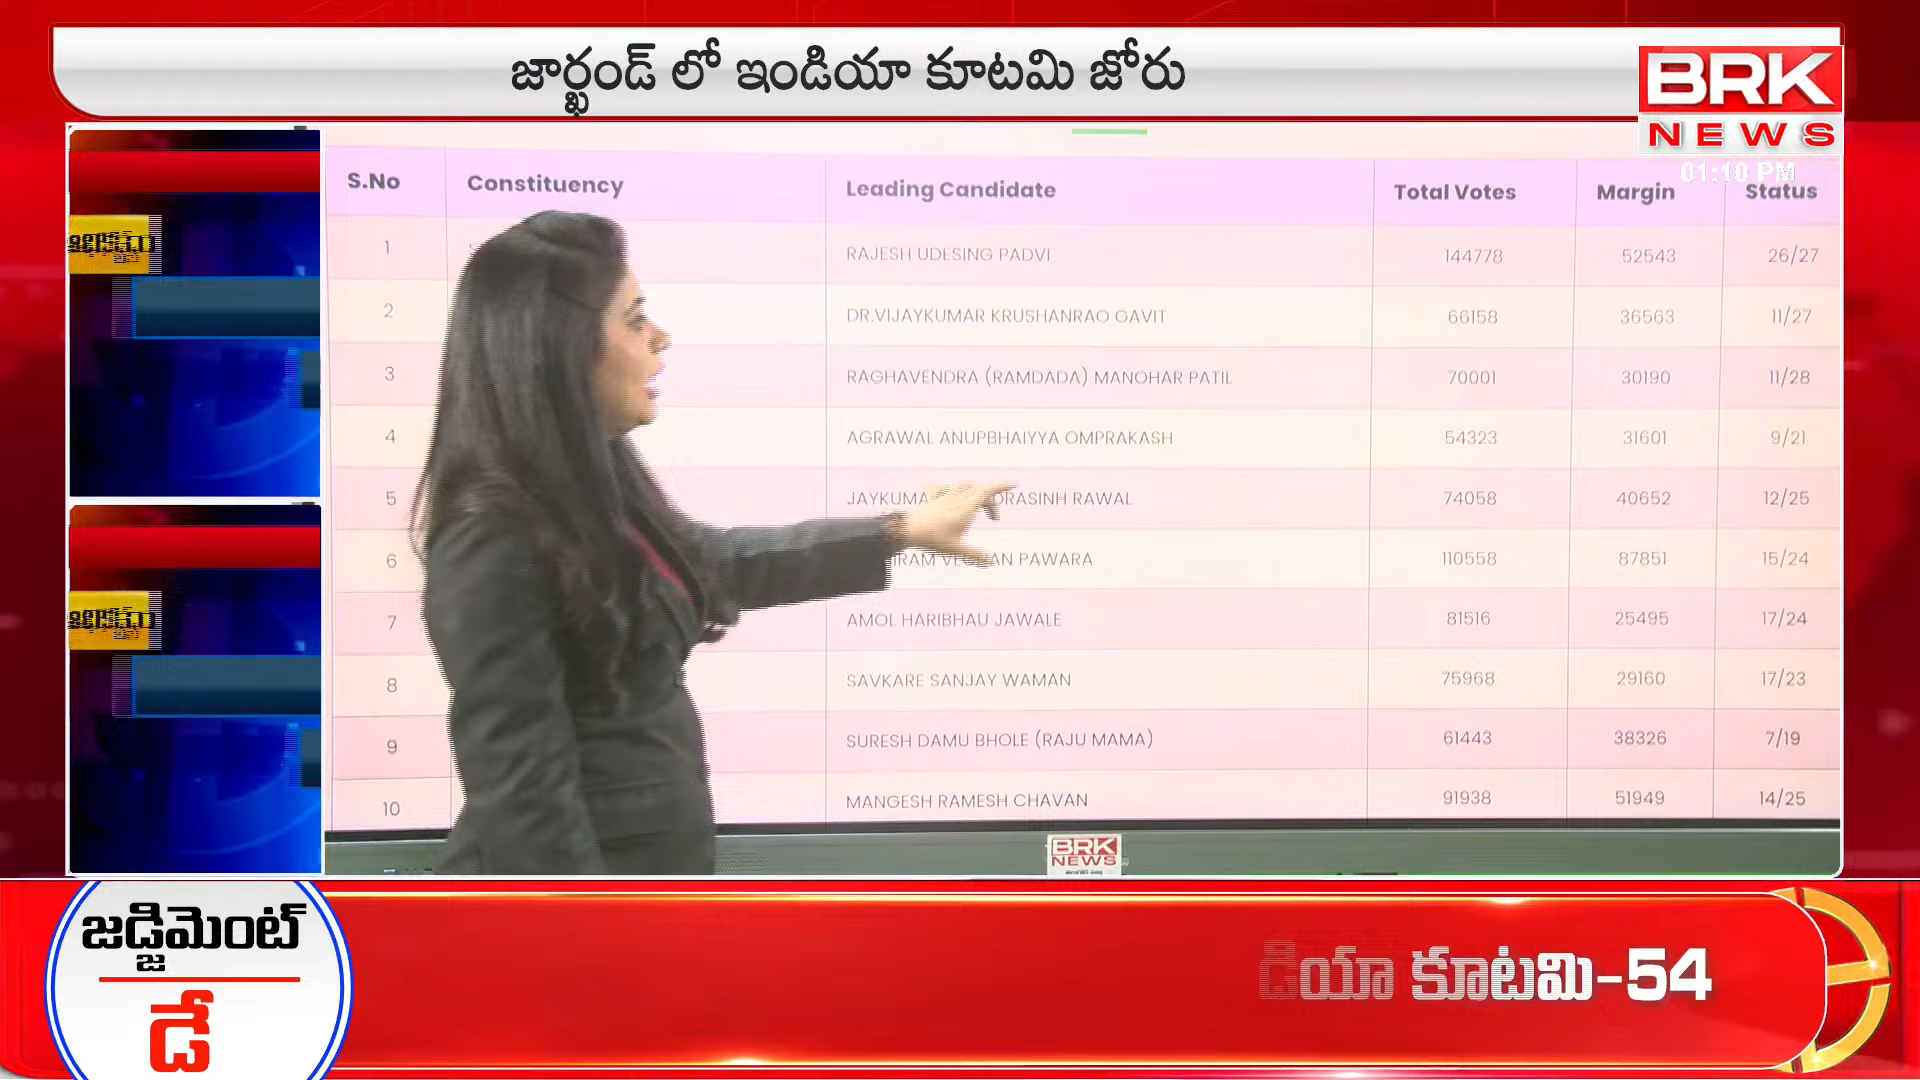 జార్ఖండ్ లో ఇండియా కూటమి జోరు
BRK
NEWS
01:10 PM
S.No Constituency Leading Candidate Total Votes Margin Status
1 RAJESH UDESING PADVI 144778 52543 26/27
2 DR.VIJAYKUMAR KRUSHANRAO GAVIT 66158 36563 11/27
3 RAGHAVENDRA (RAMDADA) MANOHAR PATIL 70001 30190 11/28
4 AGRAWAL ANUPBHAIYYA OMPRAKASH 54323 31601 9/21
5 RAWAL 74058 40652 12/25
6 PAWARA 110558 87851 15/24
7 AMOL HARIBHAU JAWALE 81516 25495 17/24
8 SAVKARE SANJAY WAMAN 75968 29160 17/23
9 SURESH DAMU BHOLE (RAJU MAMA) 61443 38326 7/19
10 MANGESH RAMESH CHAVAN 91938 51949 14/25
BRK
NEWS
జడ్జిమెంట్
డే
డియా కూటమి-54